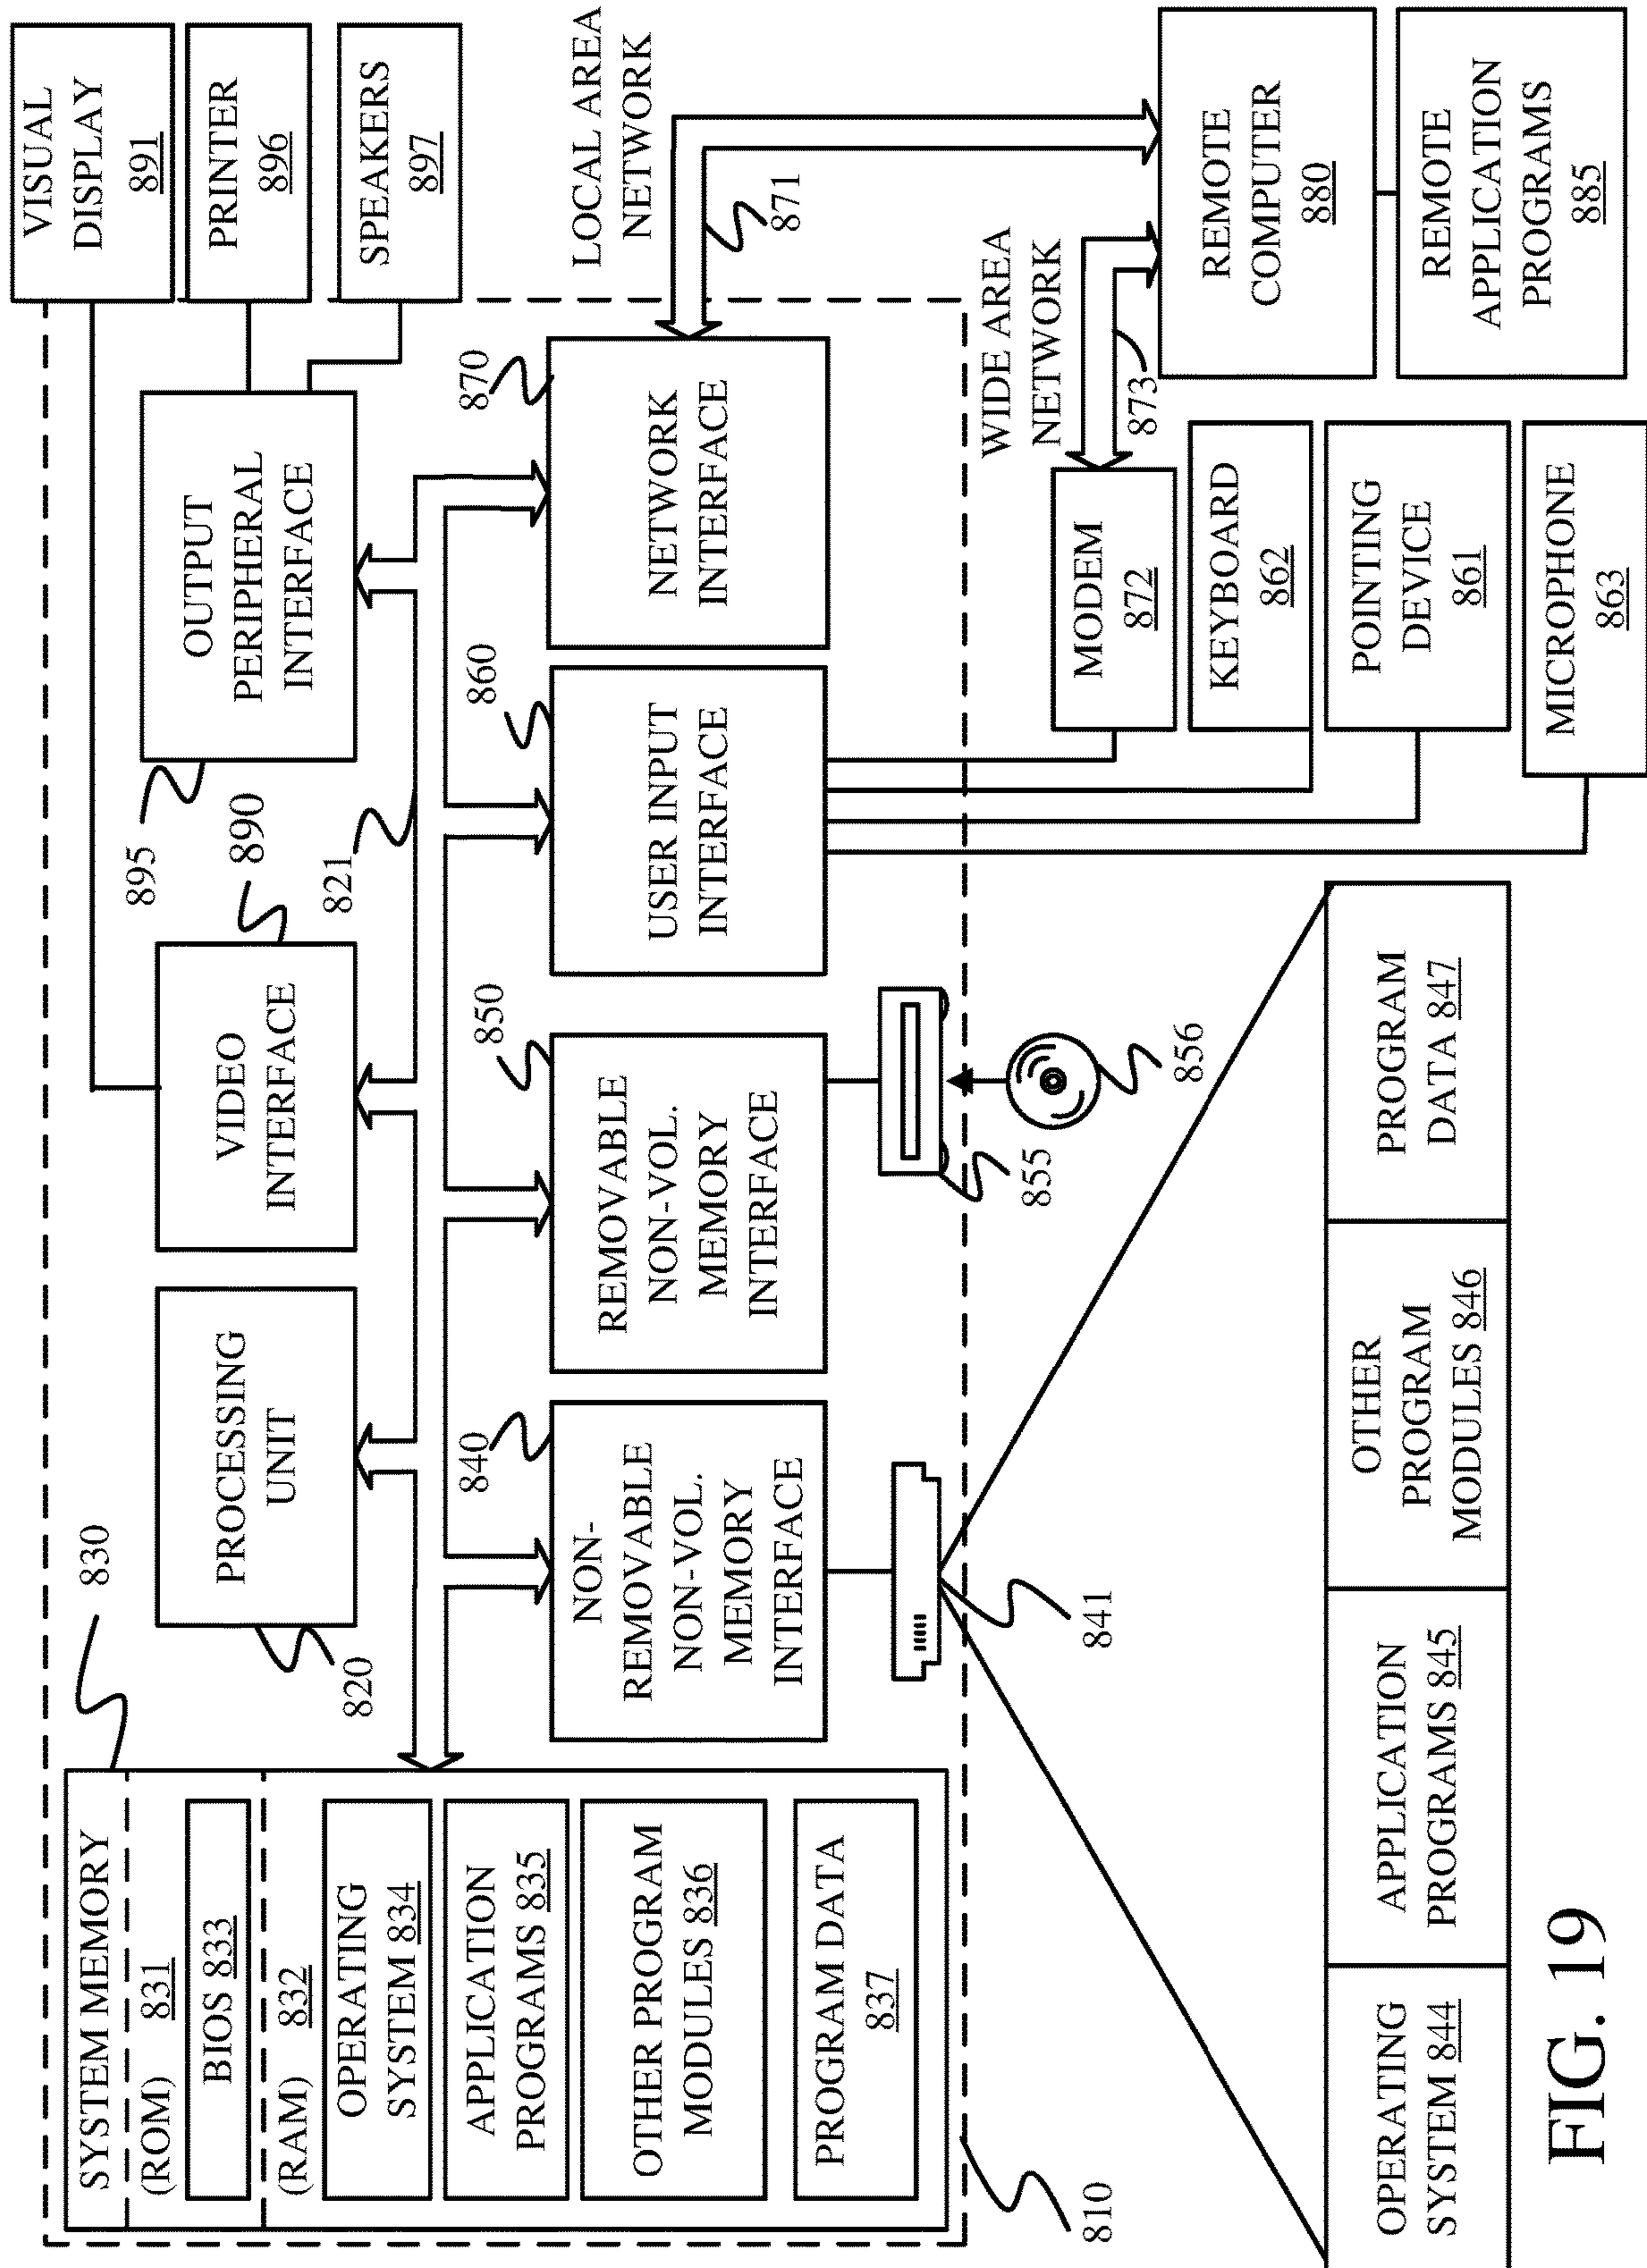 SYSTEM MEMORY
(ROM) 831
BIOS 833
(RAM) 832
OPERATING
SYSTEM 834
APPLICATION
PROGRAMS 835
OTHER PROGRAM
MODULES 836
PROGRAM DATA
837
810
830
PROCESSING
UNIT
820
VIDEO
INTERFACE
890
821
OUTPUT
PERIPHERAL
INTERFACE
895
VISUAL
DISPLAY
891
PRINTER
896
SPEAKERS
897
NON-
REMOVABLE
NON-VOL.
MEMORY
INTERFACE
840
REMOVABLE
NON-VOL.
MEMORY
INTERFACE
850
USER INPUT
INTERFACE
860
NETWORK
INTERFACE
870
LOCAL AREA
NETWORK
871
841
855
856
WIDE AREA
NETWORK
873
MODEM
872
KEYBOARD
862
POINTING
DEVICE
861
MICROPHONE
863
REMOTE
COMPUTER
880
REMOTE
APPLICATION
PROGRAMS
885
OPERATING
SYSTEM 844
APPLICATION
PROGRAMS 845
OTHER
PROGRAM
MODULES 846
PROGRAM
DATA 847
FIG. 19